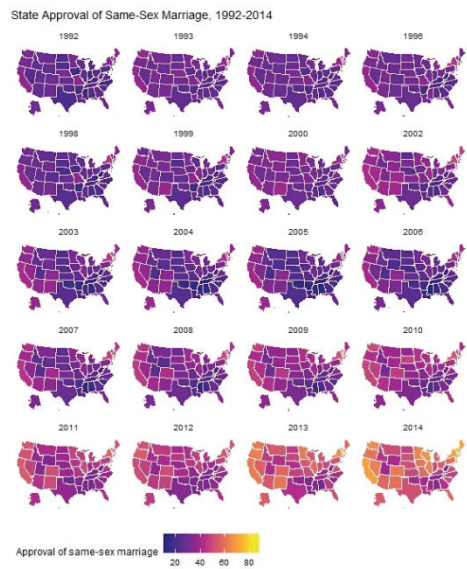 State Approval of Same-Sex Marriage, 1992-2014
1992 1993 1994 1996
1998 1999 2000 2002
2003 2004 2005 2006
2007 2008 2009 2010
2011 2012 2013 2014
Approval of same-sex marriage
20 40 60 80